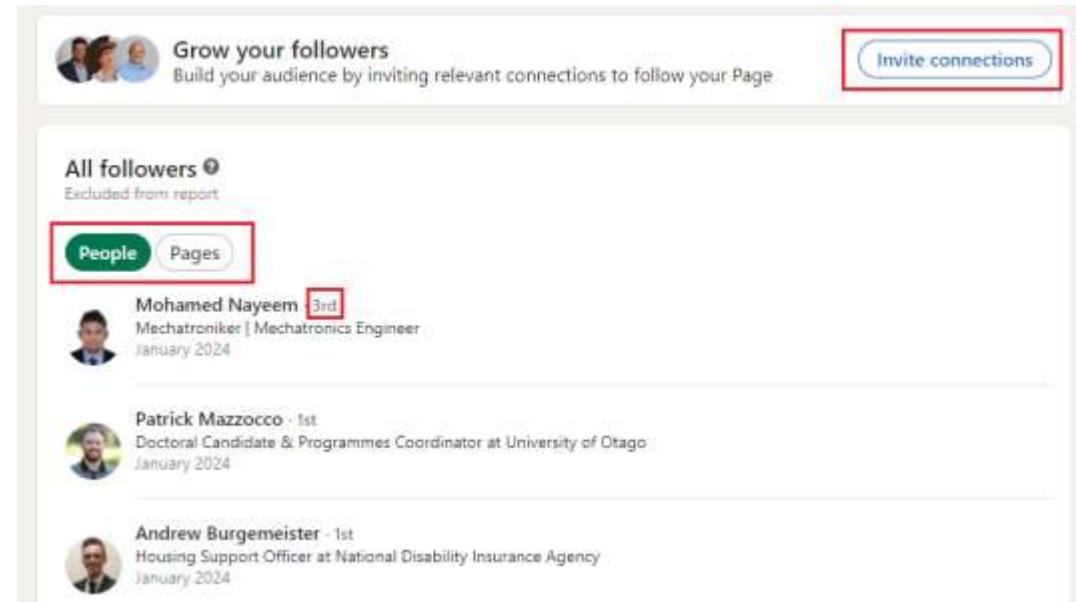 Grow your followers
Build your audience by inviting relevant connections to follow your Page
Invite connections
All followers
Excluded from report
People Pages
Mohamed Nayeem · 3rd
Mechatroniker | Mechatronics Engineer
January 2024
Patrick Mazzocco · 1st
Doctoral Candidate & Programmes Coordinator at University of Otago
January 2024
Andrew Burgemeister · 1st
Housing Support Officer at National Disability Insurance Agency
January 2024